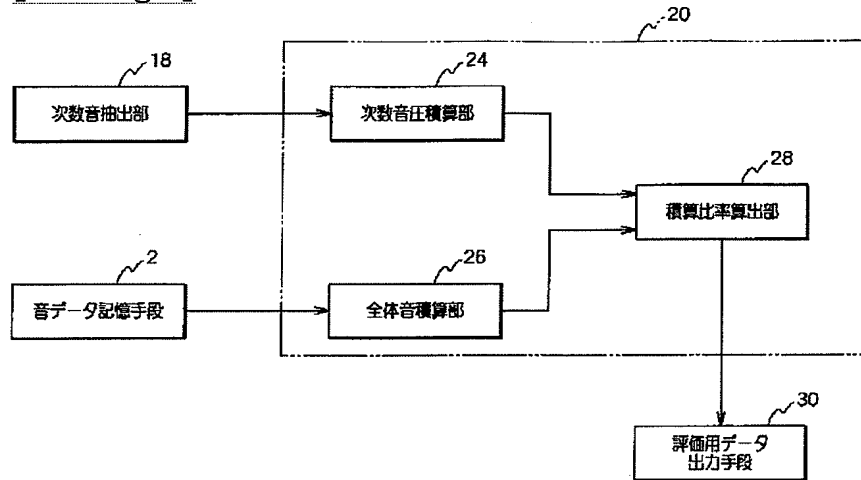 20
18
24
次数音抽出部
次数音圧積算部
28
積算比率算出部
2
26
音データ記憶手段
全体音積算部
30
評価用データ
出力手段